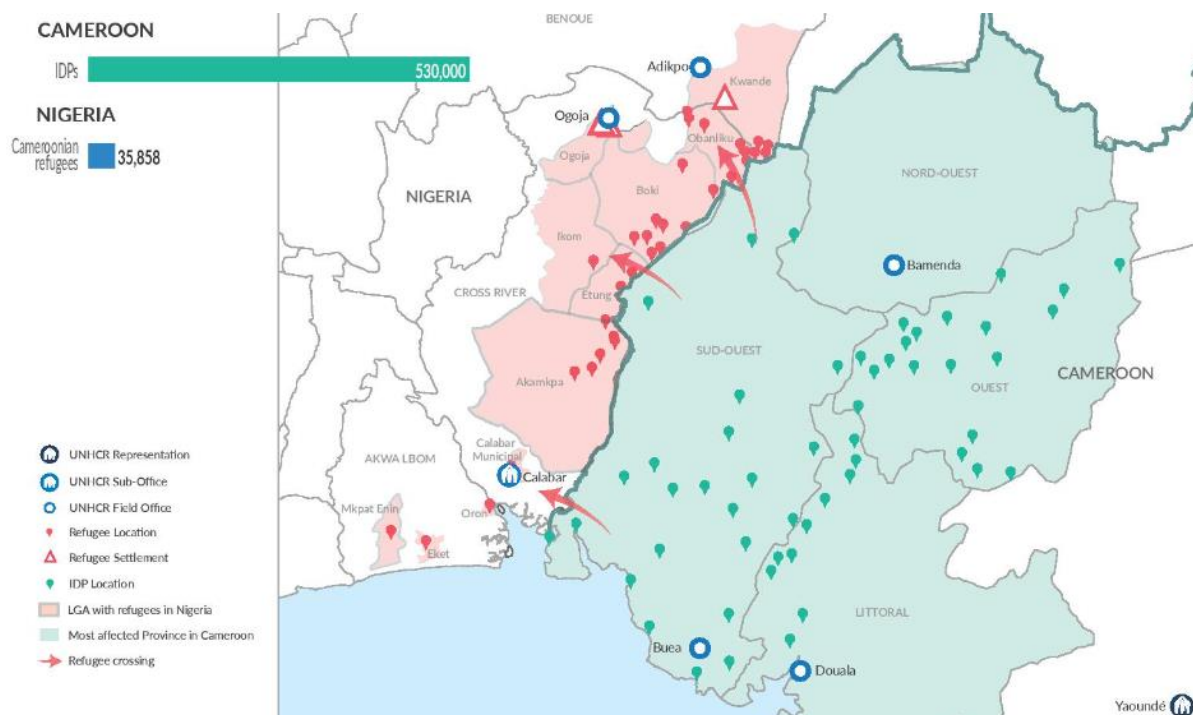 CAMEROON
IDPs
530,000
NIGERIA
Cameroonian
refugees
35,858
BENOUE
Adikpo
Kwande
Ogoja
Obanliku
Ogoja
NORD-OUEST
NIGERIA
Boki
Ikom
Bamenda
CROSS RIVER
Etung
SUD-OUEST
Akamkpa
CAMEROON
OUEST
Calabar
Municipal
AKWA LBOM
Calabar
Mkpat Enin
Oron
Eket
LITTORAL
Buea
Douala
Yaoundé
UNHCR Representation
UNHCR Sub-Office
UNHCR Field Office
Refugee Location
Refugee Settlement
IDP Location
LGA with refugees in Nigeria
Most affected Province in Cameroon
Refugee crossing